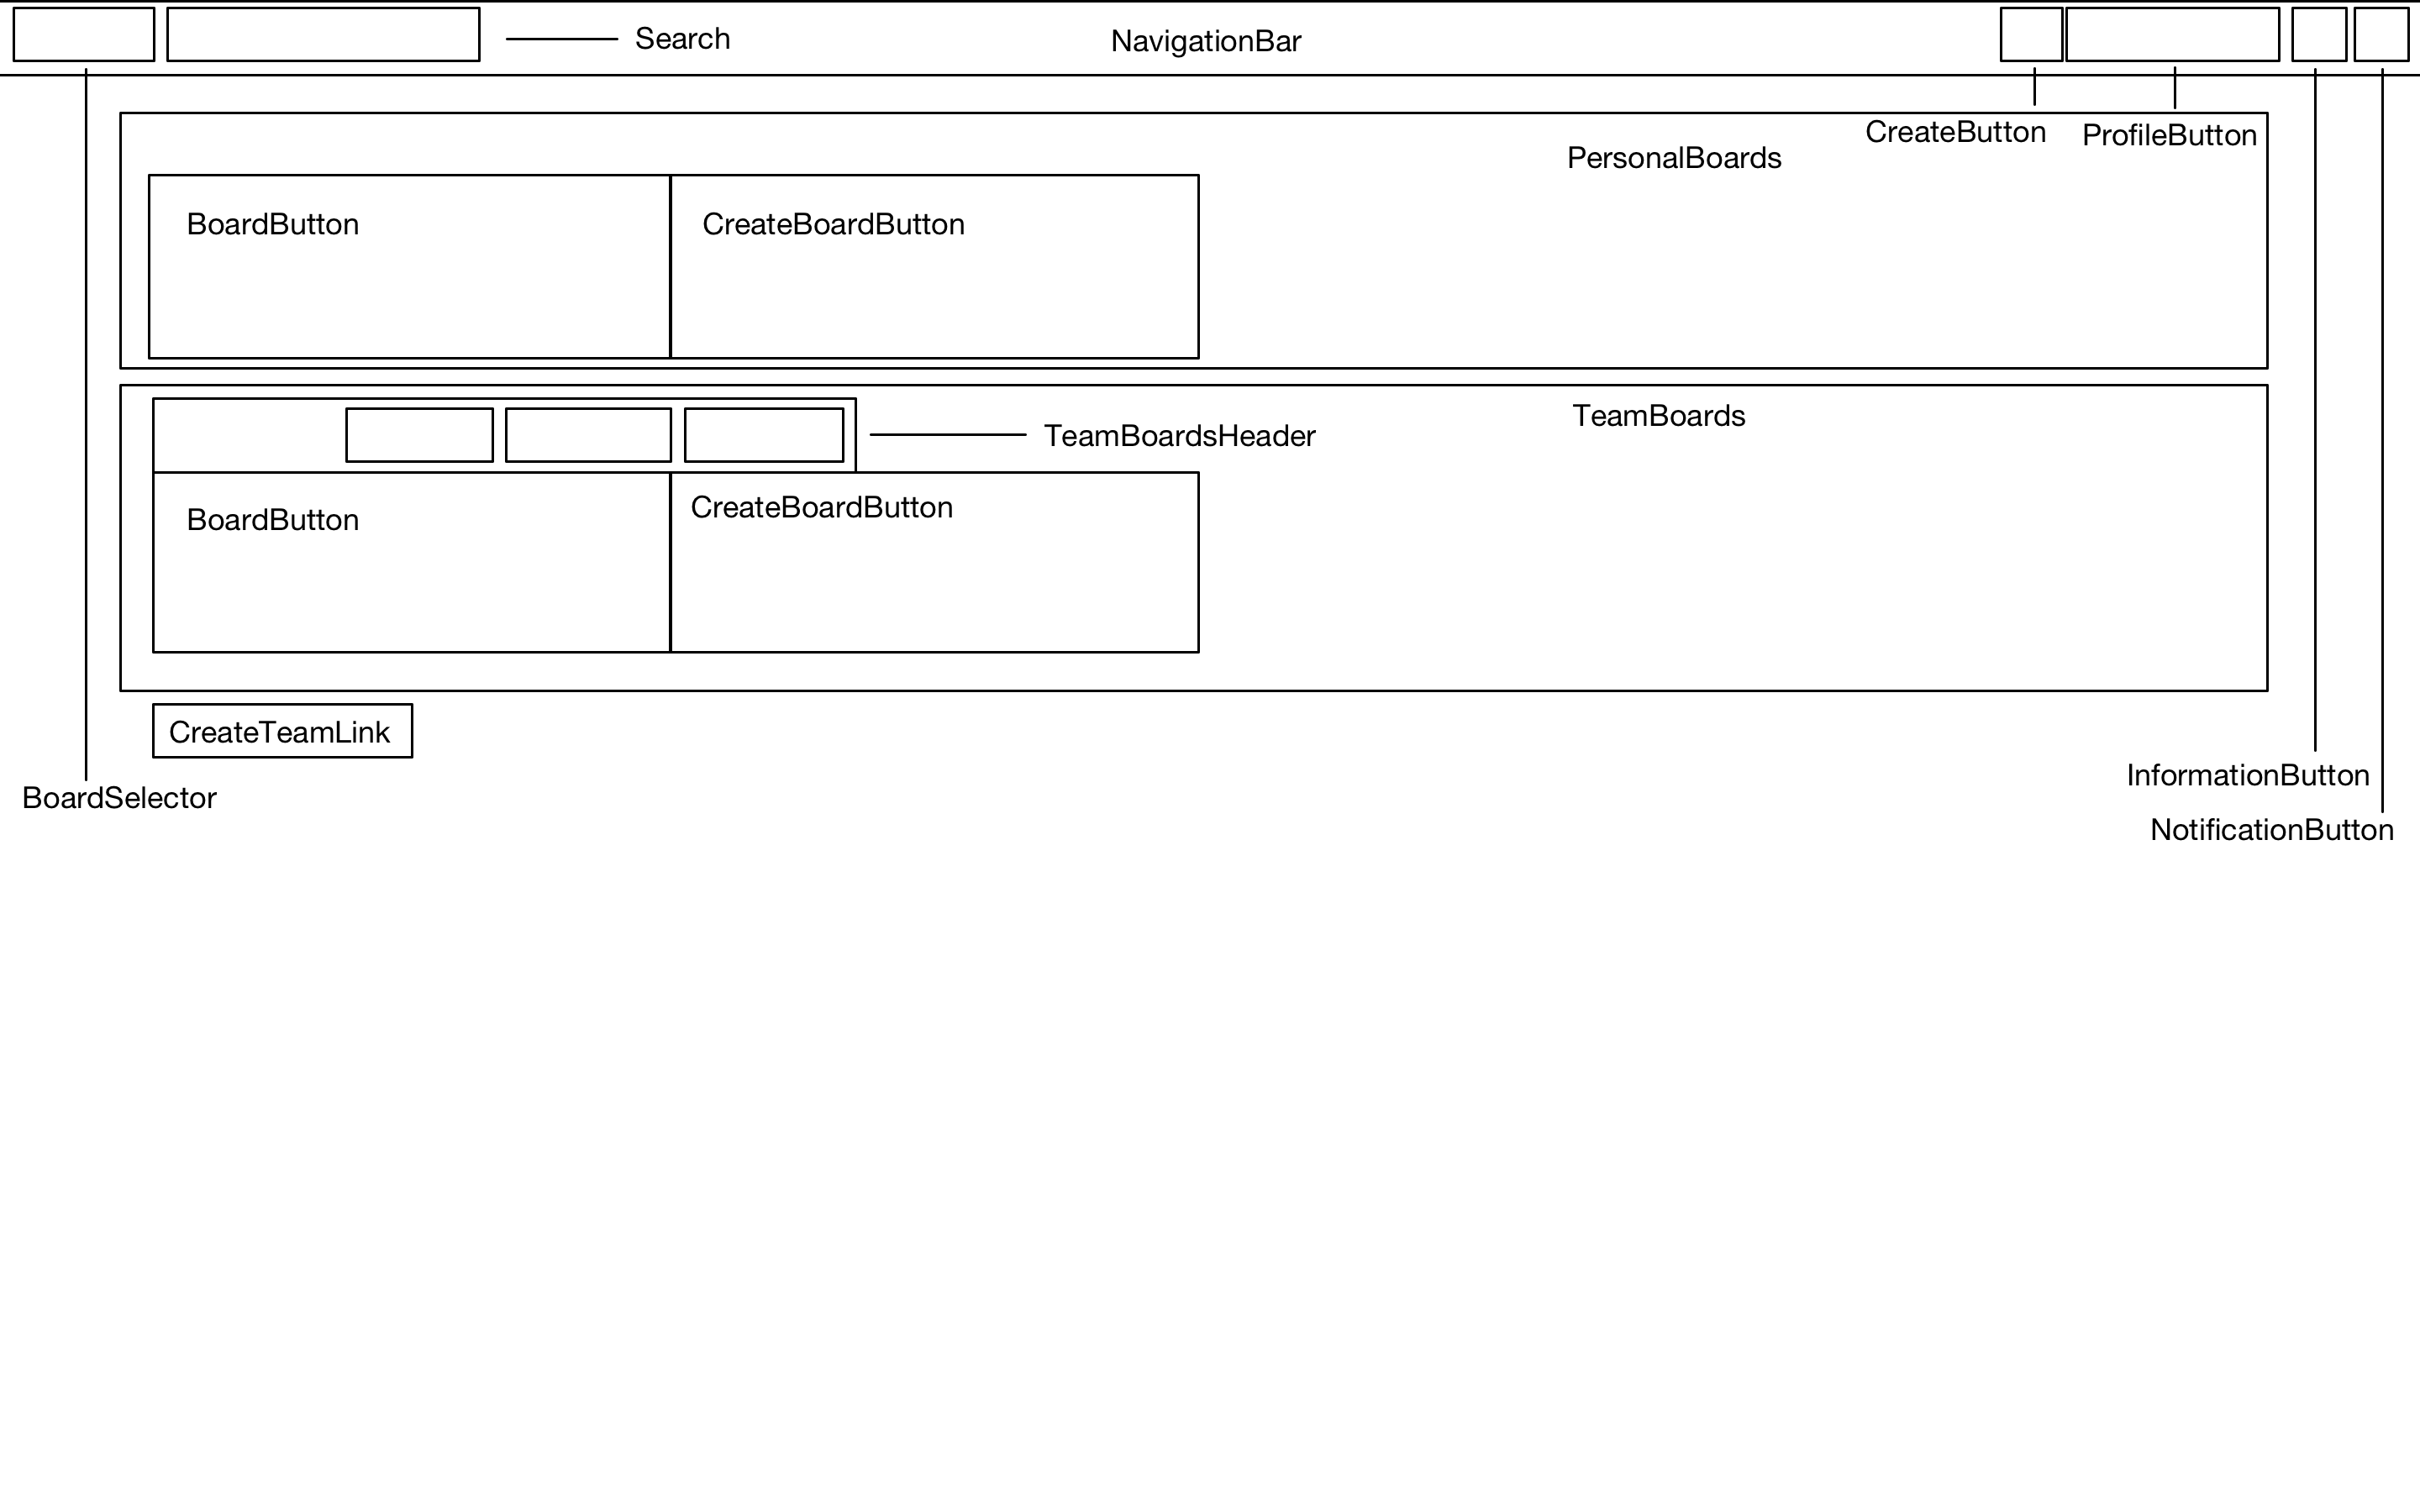 Search
NavigationBar
CreateButton
ProfileButton
PersonalBoards
BoardButton
CreateBoardButton
TeamBoards
TeamBoardsHeader
BoardButton
CreateBoardButton
CreateTeamLink
BoardSelector
InformationButton
NotificationButton